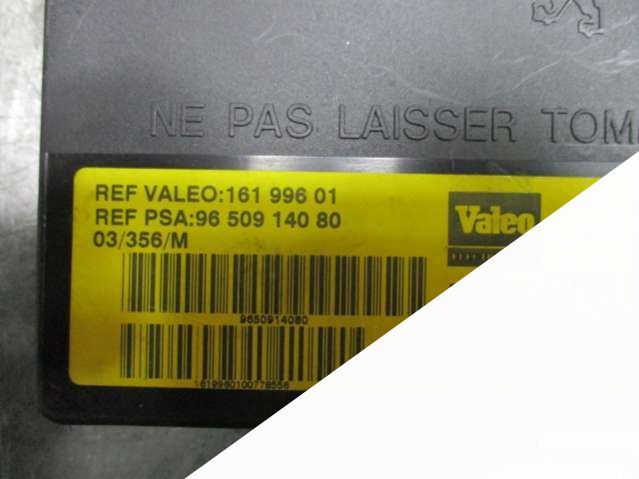 NE PAS LAISSER TOM
REF VALEO:161 996 01
REF PSA:96 509 140 80
03/356/M
Valeo
9650914080